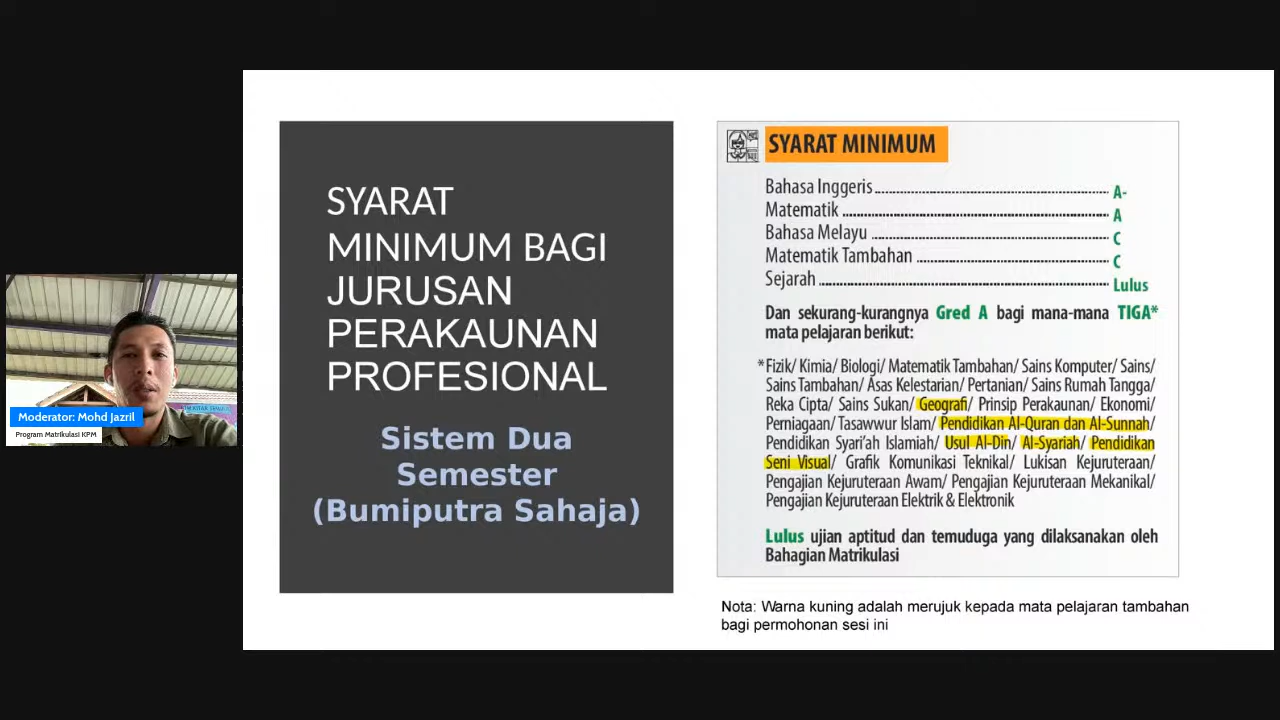 SYARAT
MINIMUM BAGI
JURUSAN
PERAKAUNAN
PROFESIONAL
Sistem Dua
Semester
(Bumiputra Sahaja)
SYARAT MINIMUM
Bahasa Inggeris ........ A-
Matematik ........ A
Bahasa Melayu ........ C
Matematik Tambahan ........ C
Sejarah ........ Lulus
Dan sekurang-kurangnya Gred A bagi mana-mana TIGA*
mata pelajaran berikut:
*Fizik/ Kimia/ Biologi/ Matematik Tambahan/ Sains Komputer/ Sains/
Sains Tambahan/ Asas Kelestarian/ Pertanian/ Sains Rumah Tangga/
Reka Cipta/ Sains Sukan/ Geografi/ Prinsip Perakaunan/ Ekonomi/
Perniagaan/ Tasawwur Islam/ Pendidikan Al-Quran dan Al-Sunnah/
Pendidikan Syari'ah Islamiah/ Usul Al-Din/ Al-Syariah/ Pendidikan
Seni Visual/ Grafik Komunikasi Teknikal/ Lukisan Kejuruteraan/
Pengajian Kejuruteraan Awam/ Pengajian Kejuruteraan Mekanikal/
Pengajian Kejuruteraan Elektrik & Elektronik
Lulus ujian aptitud dan temuduga yang dilaksanakan oleh
Bahagian Matrikulasi
Nota: Warna kuning adalah merujuk kepada mata pelajaran tambahan
bagi permohonan sesi ini
Moderator: Mohd Jazril
Program Matrikulasi KPM